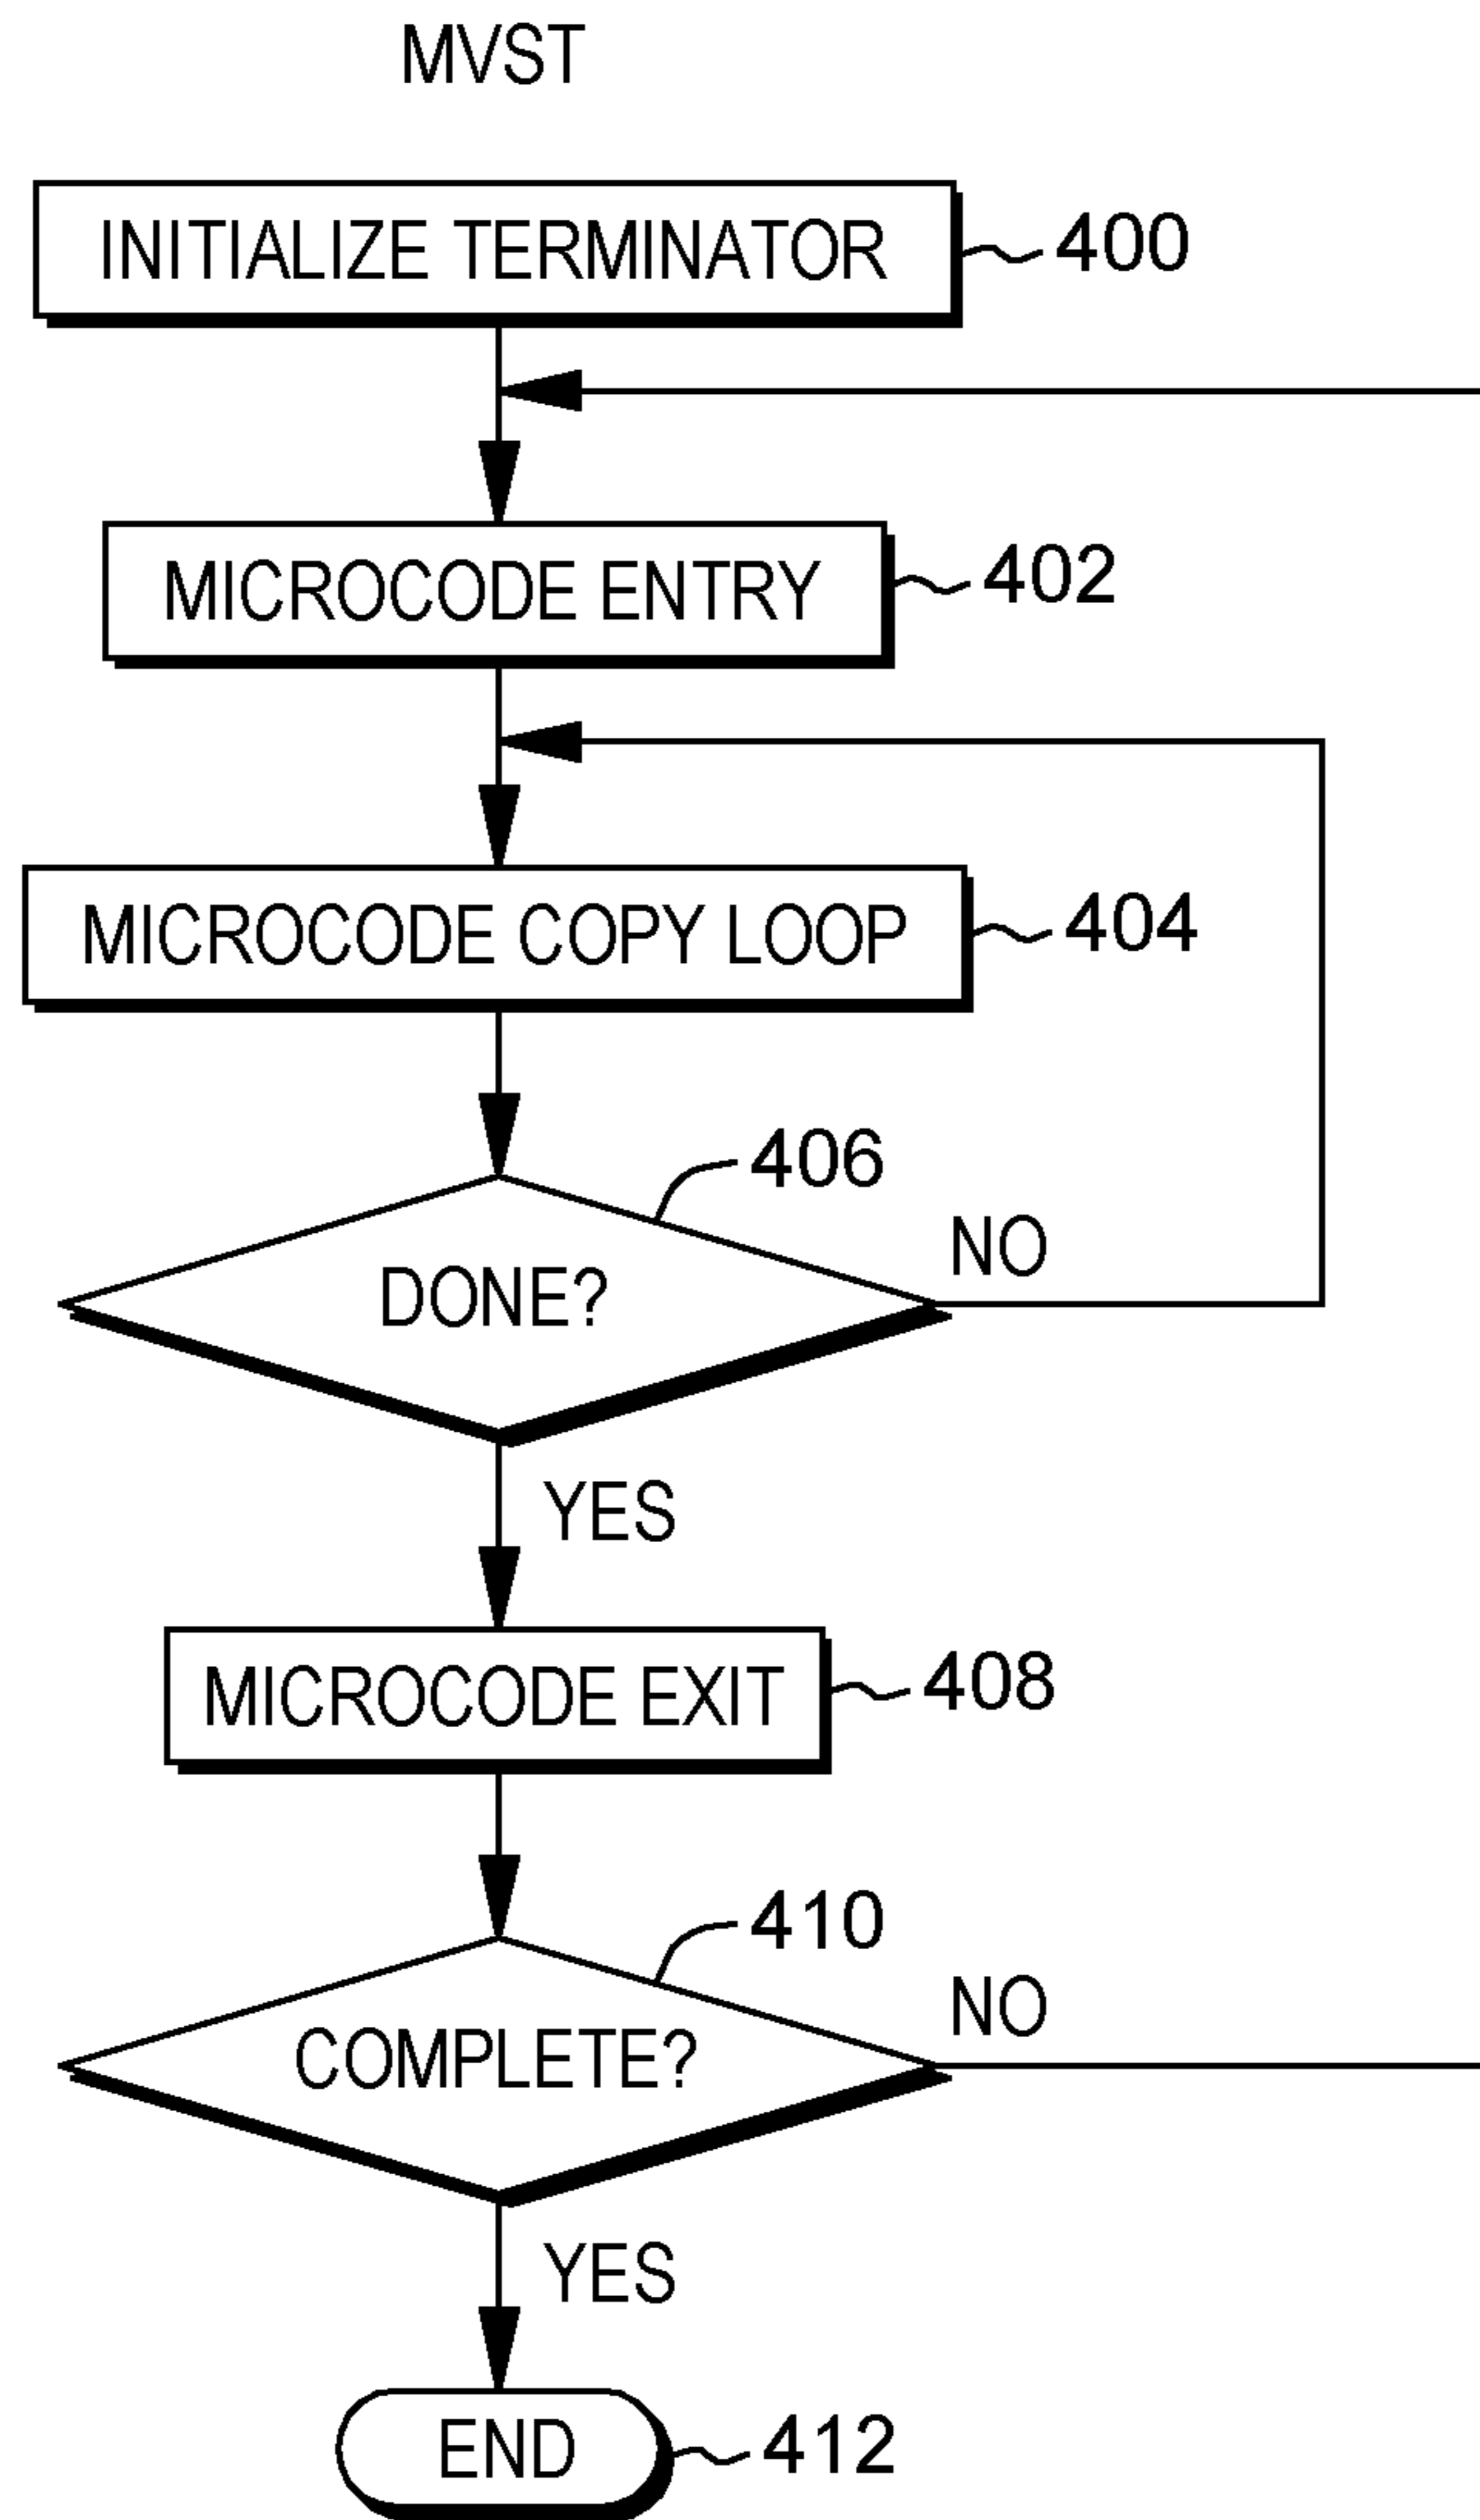 MVST
INITIALIZE TERMINATOR 400
MICROCODE ENTRY 402
MICROCODE COPY LOOP 404
406
DONE? NO
YES
MICROCODE EXIT 408
410
COMPLETE? NO
YES
END 412